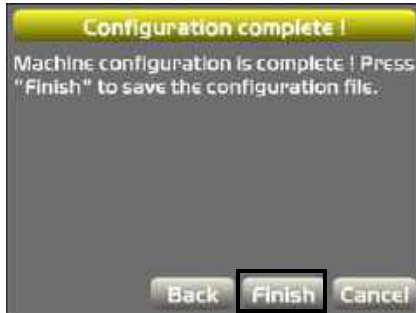 Configuration complete !
Machine configuration is complete ! Press
"Finish" to save the configuration file.
Back Finish Cancel